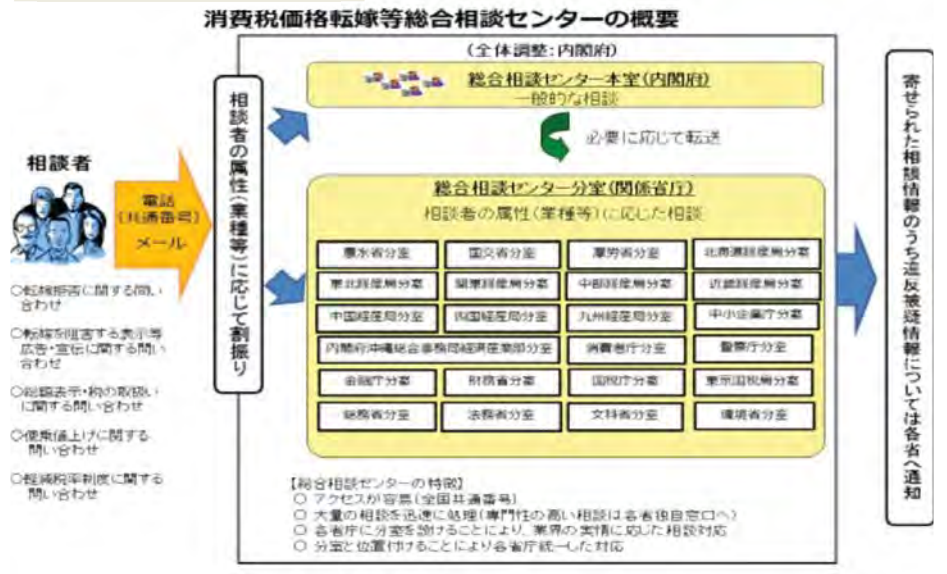 消費税価格転嫁等総合相談センターの概要
(全体調整:内閣府)
総合相談センター本室(内閣府)
一般的な相談
必要に応じて転送
相談者の属性(業種等)に応じて割振り
相談者
電話
(共通番号)
メール
○転嫁拒否に関する問い
合わせ
○転嫁を阻害する表示等
広告・宣伝に関する問い
合わせ
○総額表示・税の取扱い
に関する問い合わせ
○便乗値上げに関する
問い合わせ
○軽減税率制度に関する
問い合わせ
総合相談センター分室(関係省庁)
相談者の属性(業種等)に応じた相談
農水省分室 国交省分室 厚労省分室 北海道経産局分室
東北経産局分室 関東経産局分室 中部経産局分室 近畿経産局分室
中国経産局分室 四国経産局分室 九州経産局分室 中小企業庁分室
内閣府沖縄総合事務局経済産業部分室 消費者庁分室 警察庁分室
金融庁分室 財務省分室 国税庁分室 東京国税局分室
総務省分室 法務省分室 文科省分室 環境省分室
【総合相談センターの特徴】
○ アクセスが容易(全国共通番号)
○ 大量の相談を迅速に処理(専門性の高い相談は各省独自窓口へ)
○ 各省庁に分室を設けることにより、業界の実情に応じた相談対応
○ 分室と位置付けることにより各省庁統一した対応
寄せられた相談情報のうち違反被疑情報については各省へ通知